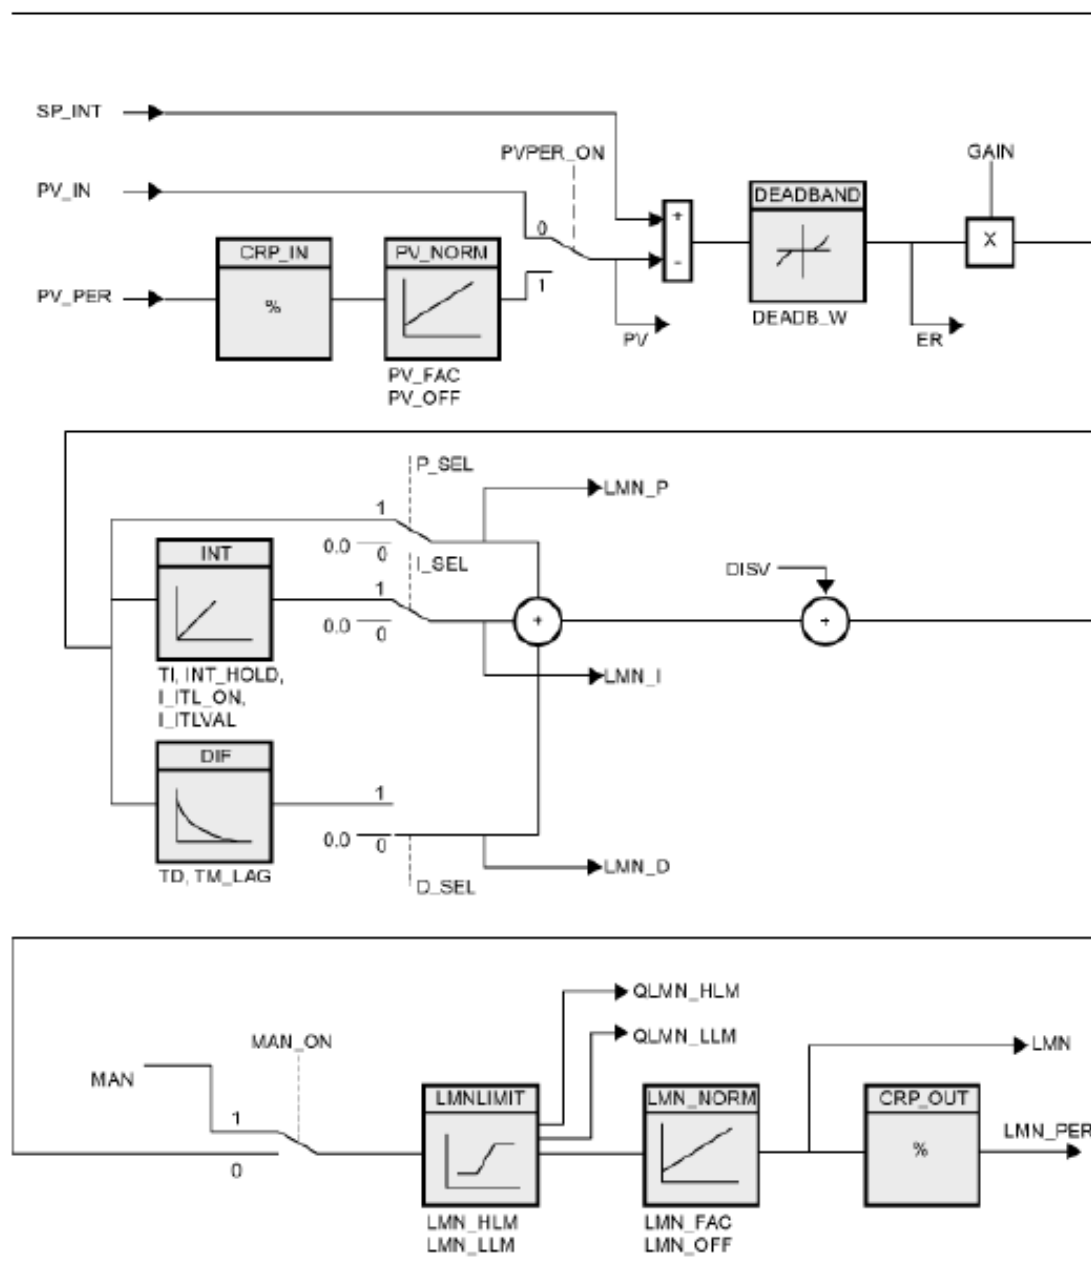 SP_INT
PVPER_ON
GAIN
PV_IN
DEADBAND
+
0
X
CRP_IN
PV_NORM
-
PV_PER
%
1
DEADB_W
PV
ER
PV_FAC
PV_OFF
P_SEL
LMN_P
1
0.0
0
INT
I_SEL
DISV
1
0.0
0
+
+
TI, INT_HOLD,
I_ITL_ON,
I_ITLVAL
LMN_I
DIF
1
0.0
0
LMN_D
TD, TM_LAG
D_SEL
QLMN_HLM
MAN_ON
QLMN_LLM
LMN
MAN
LMNLIMIT
LMN_NORM
CRP_OUT
1
LMN_PER
%
0
LMN_HLM
LMN_LLM
LMN_FAC
LMN_OFF